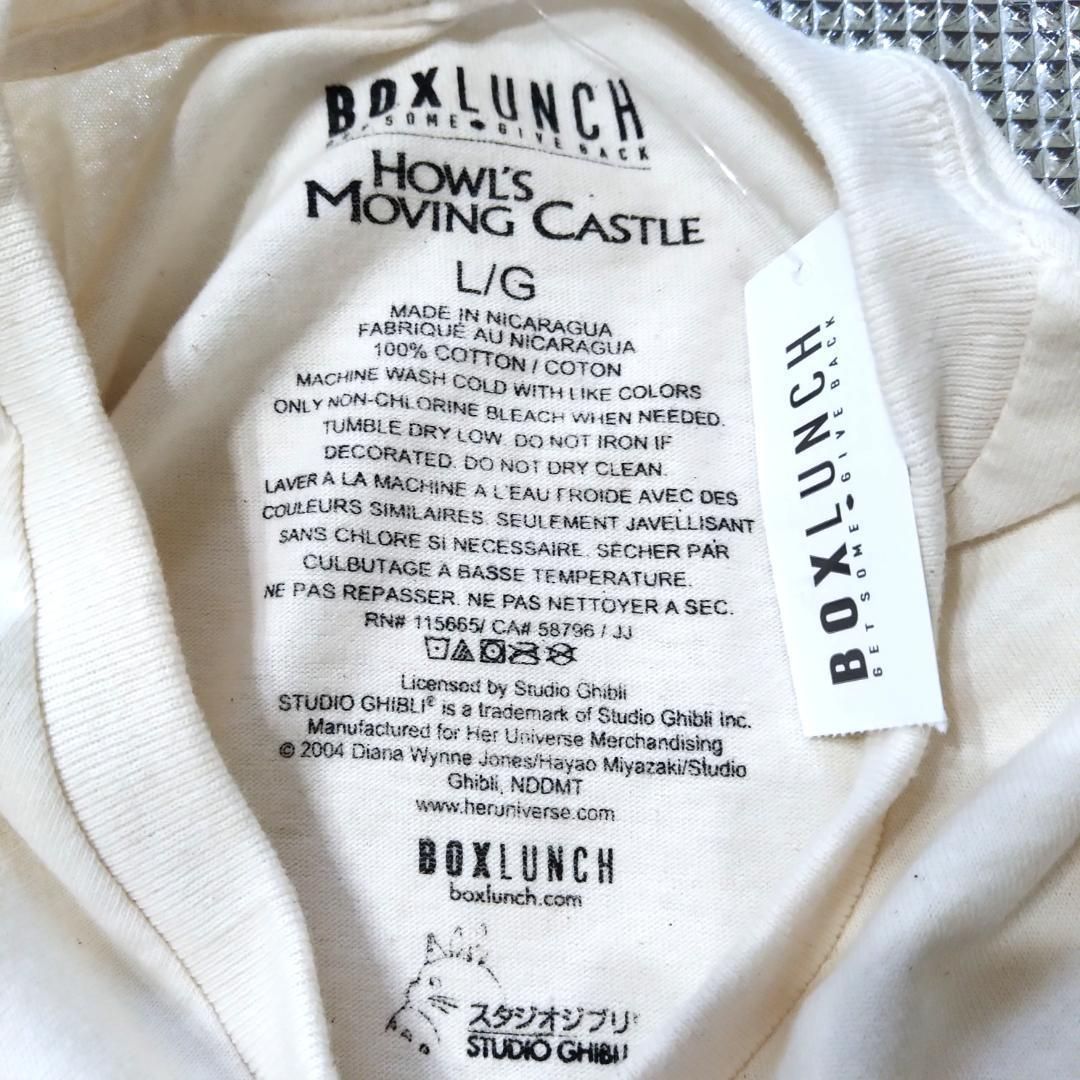 BOXLUNCH
GET SOME GIVE BACK
HOWL'S
MOVING CASTLE
L/G
MADE IN NICARAGUA
FABRIQUÉ AU NICARAGUA
100% COTTON / COTON
MACHINE WASH COLD WITH LIKE COLORS
ONLY NON-CHLORINE BLEACH WHEN NEEDED.
TUMBLE DRY LOW. DO NOT IRON IF
DECORATED. DO NOT DRY CLEAN.
LAVER À LA MACHINE A L'EAU FROIDE AVEC DES
COULEURS SIMILAIRES. SEULEMENT JAVELLISANT
SANS CHLORE SI NECESSAIRE. SÉCHER PAR
CULBUTAGE A BASSE TEMPERATURE.
NE PAS REPASSER. NE PAS NETTOYER A SEC.
RN# 115665/ CA# 58796 / JJ
Licensed by Studio Ghibli
STUDIO GHIBLI® is a trademark of Studio Ghibli Inc.
Manufactured for Her Universe Merchandising
© 2004 Diana Wynne Jones/Hayao Miyazaki/Studio
Ghibli, NDDMT
www.heruniverse.com
BOXLUNCH
boxlunch.com
スタジオジブリ
STUDIO GHIBLI
BOXLUNCH
GET SOME GIVE BACK